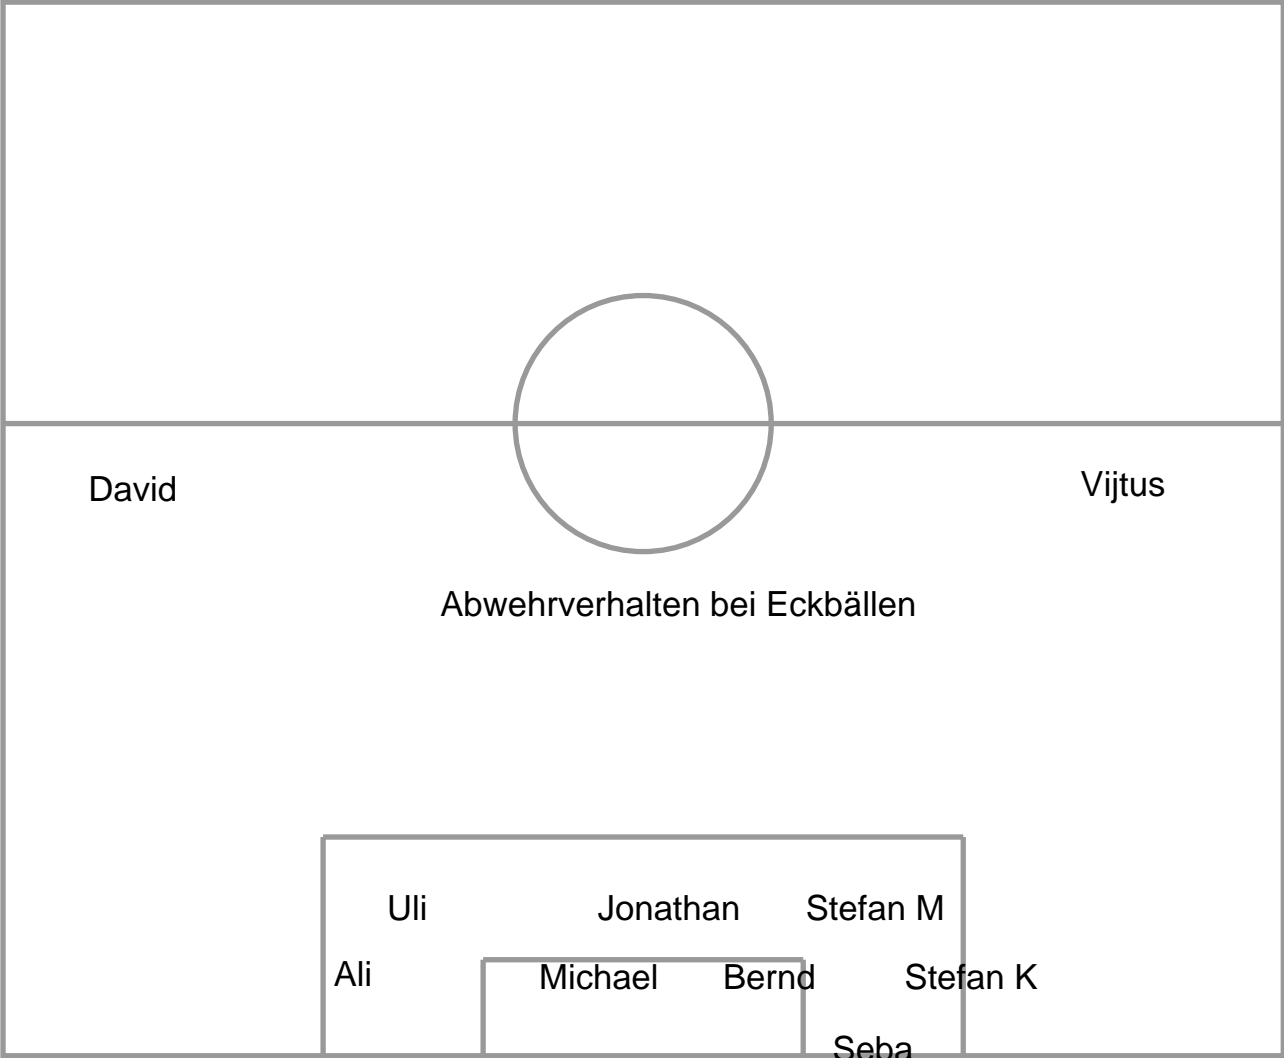 David
Vijtus
Abwehrverhalten bei Eckbällen
Uli
Jonathan
Stefan M
Ali
Michael
Bernd
Stefan K
Seba